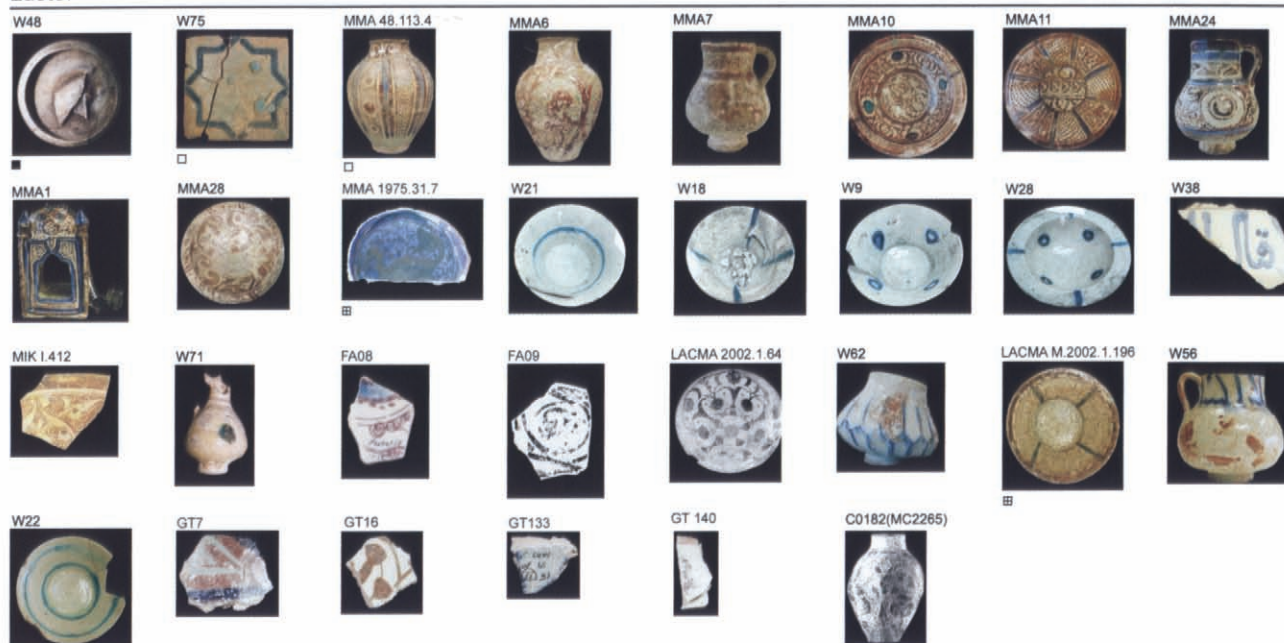 W48 W75 MMA 48.113.4 MMA6 MMA7 MMA10 MMA11 MMA24
MMA1 MMA28 MMA 1975.31.7 W21 W18 W9 W28 W38
MIK I.412 W71 FA08 FA09 LACMA 2002.1.64 W62 LACMA M.2002.1.196 W56
W22 GT7 GT16 GT133 GT 140 C0182(MC2265)